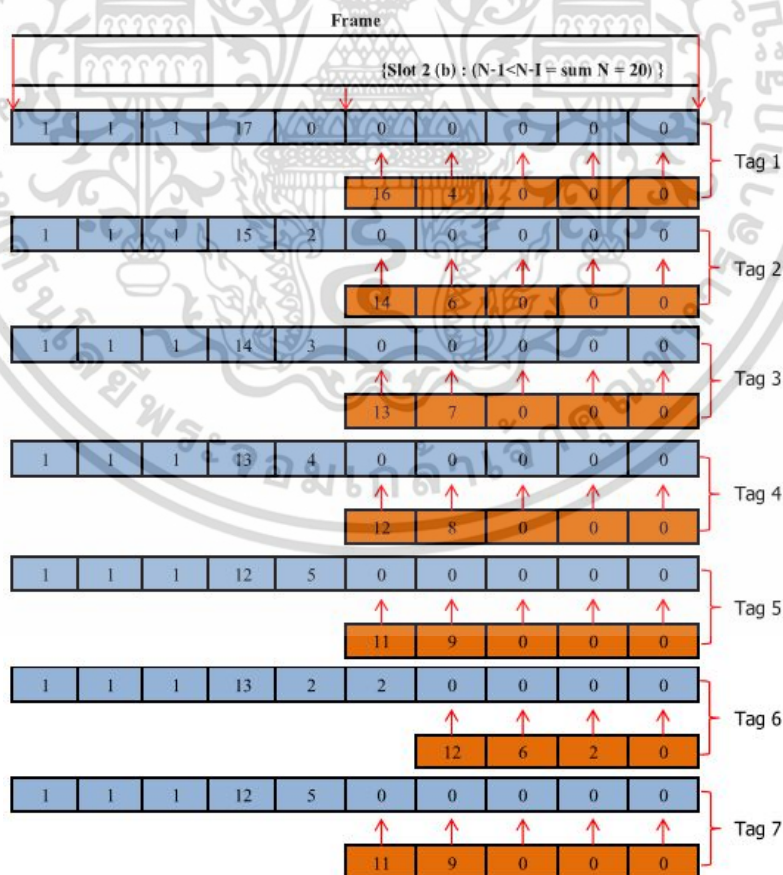 Frame
{Slot 2 (b) : (N-1<N-I = sum N = 20) }
1 1 1 17 0 0 0 0 0 0
Tag 1
16 4 0 0 0
1 1 1 15 2 0 0 0 0 0
Tag 2
14 6 0 0 0
1 1 1 14 3 0 0 0 0 0
Tag 3
13 7 0 0 0
1 1 1 13 4 0 0 0 0 0
Tag 4
12 8 0 0 0
1 1 1 12 5 0 0 0 0 0
Tag 5
11 9 0 0 0
1 1 1 13 2 2 0 0 0 0
Tag 6
12 6 2 0
1 1 1 12 5 0 0 0 0 0
Tag 7
11 9 0 0 0